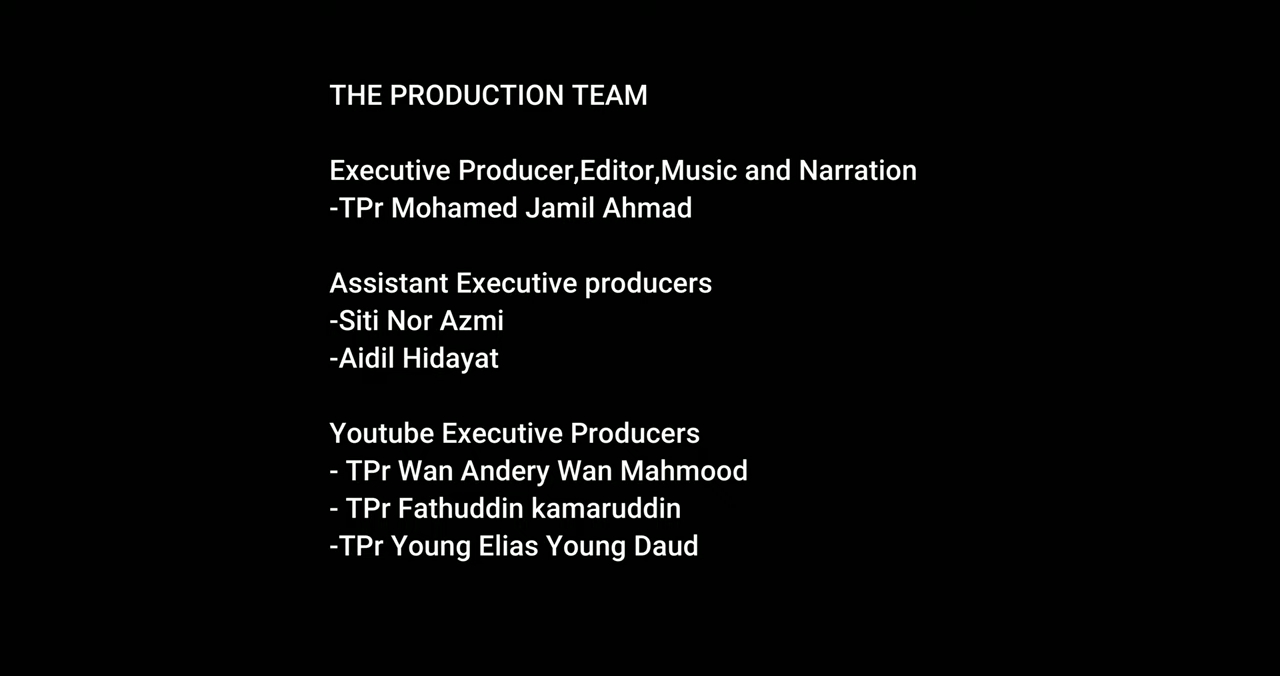 THE PRODUCTION TEAM
Executive Producer,Editor,Music and Narration
-TPr Mohamed Jamil Ahmad
Assistant Executive producers
-Siti Nor Azmi
-Aidil Hidayat
Youtube Executive Producers
- TPr Wan Andery Wan Mahmood
- TPr Fathuddin kamaruddin
-TPr Young Elias Young Daud